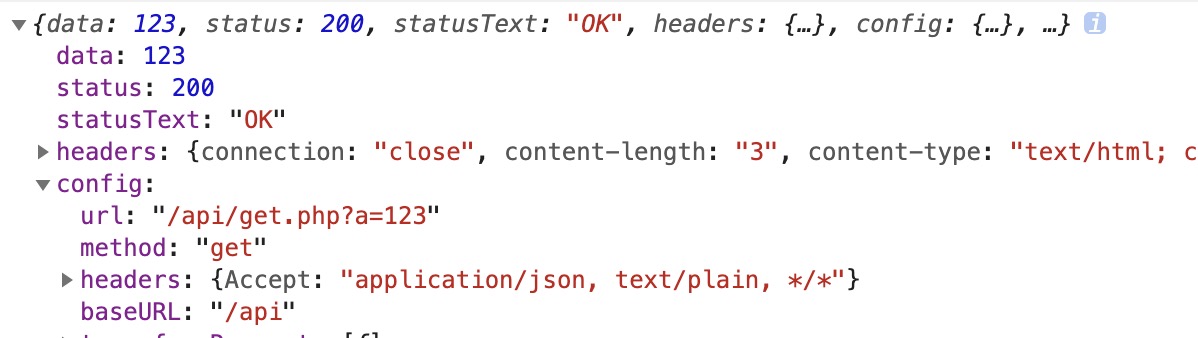 {data: 123, status: 200, statusText: "OK", headers: {…}, config: {…}, …} i
data: 123
status: 200
statusText: "OK"
headers: {connection: "close", content-length: "3", content-type: "text/html; c
config:
url: "/api/get.php?a=123"
method: "get"
headers: {Accept: "application/json, text/plain, */*"}
baseURL: "/api"